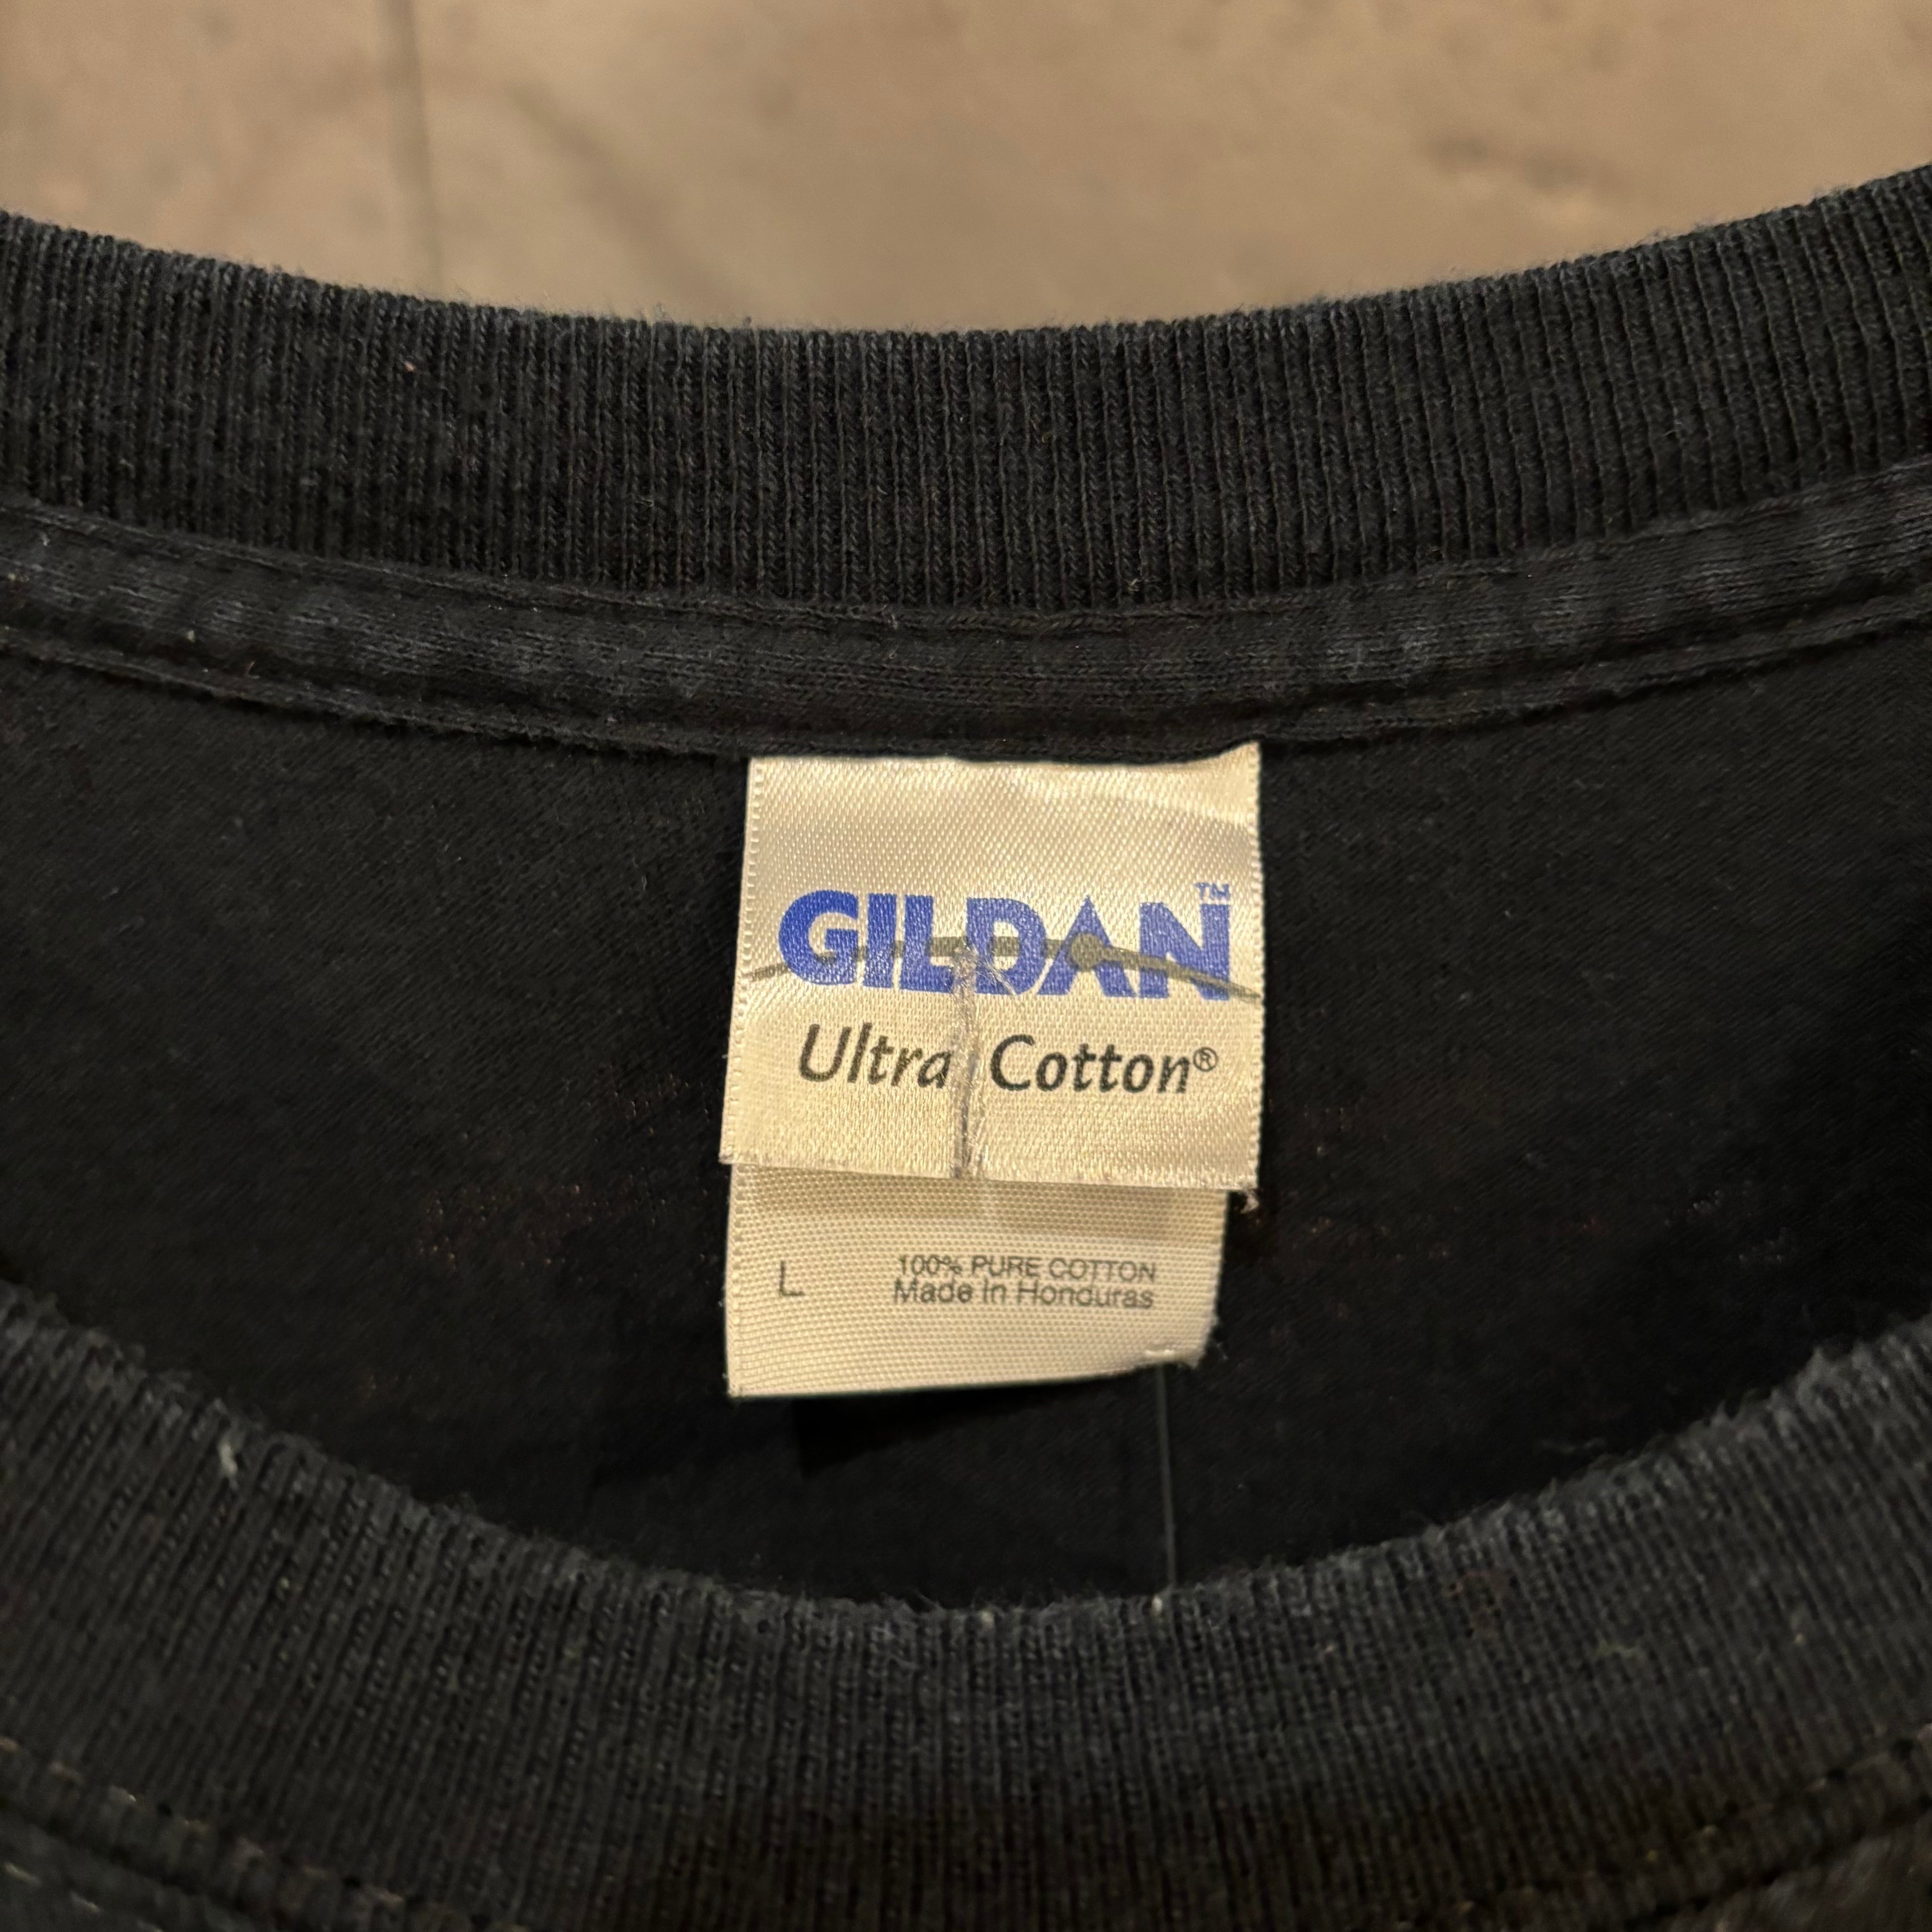 GILDAN™
Ultra Cotton®
L 100% PURE COTTON
Made in Honduras